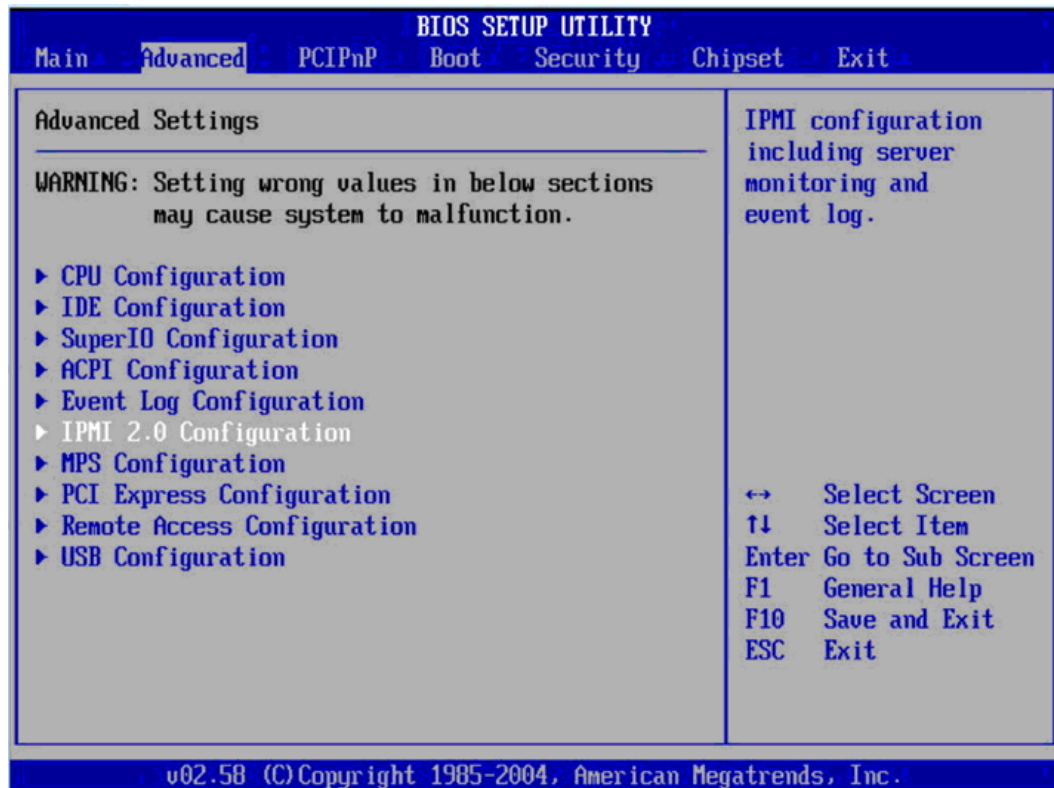 BIOS SETUP UTILITY
Main Advanced PCIPnP Boot Security Chipset Exit
Advanced Settings
WARNING: Setting wrong values in below sections
may cause system to malfunction.
▶ CPU Configuration
▶ IDE Configuration
▶ SuperIO Configuration
▶ ACPI Configuration
▶ Event Log Configuration
▶ IPMI 2.0 Configuration
▶ MPS Configuration
▶ PCI Express Configuration
▶ Remote Access Configuration
▶ USB Configuration
IPMI configuration
including server
monitoring and
event log.
↔ Select Screen
↑↓ Select Item
Enter Go to Sub Screen
F1 General Help
F10 Save and Exit
ESC Exit
v02.58 (C)Copyright 1985-2004, American Megatrends, Inc.